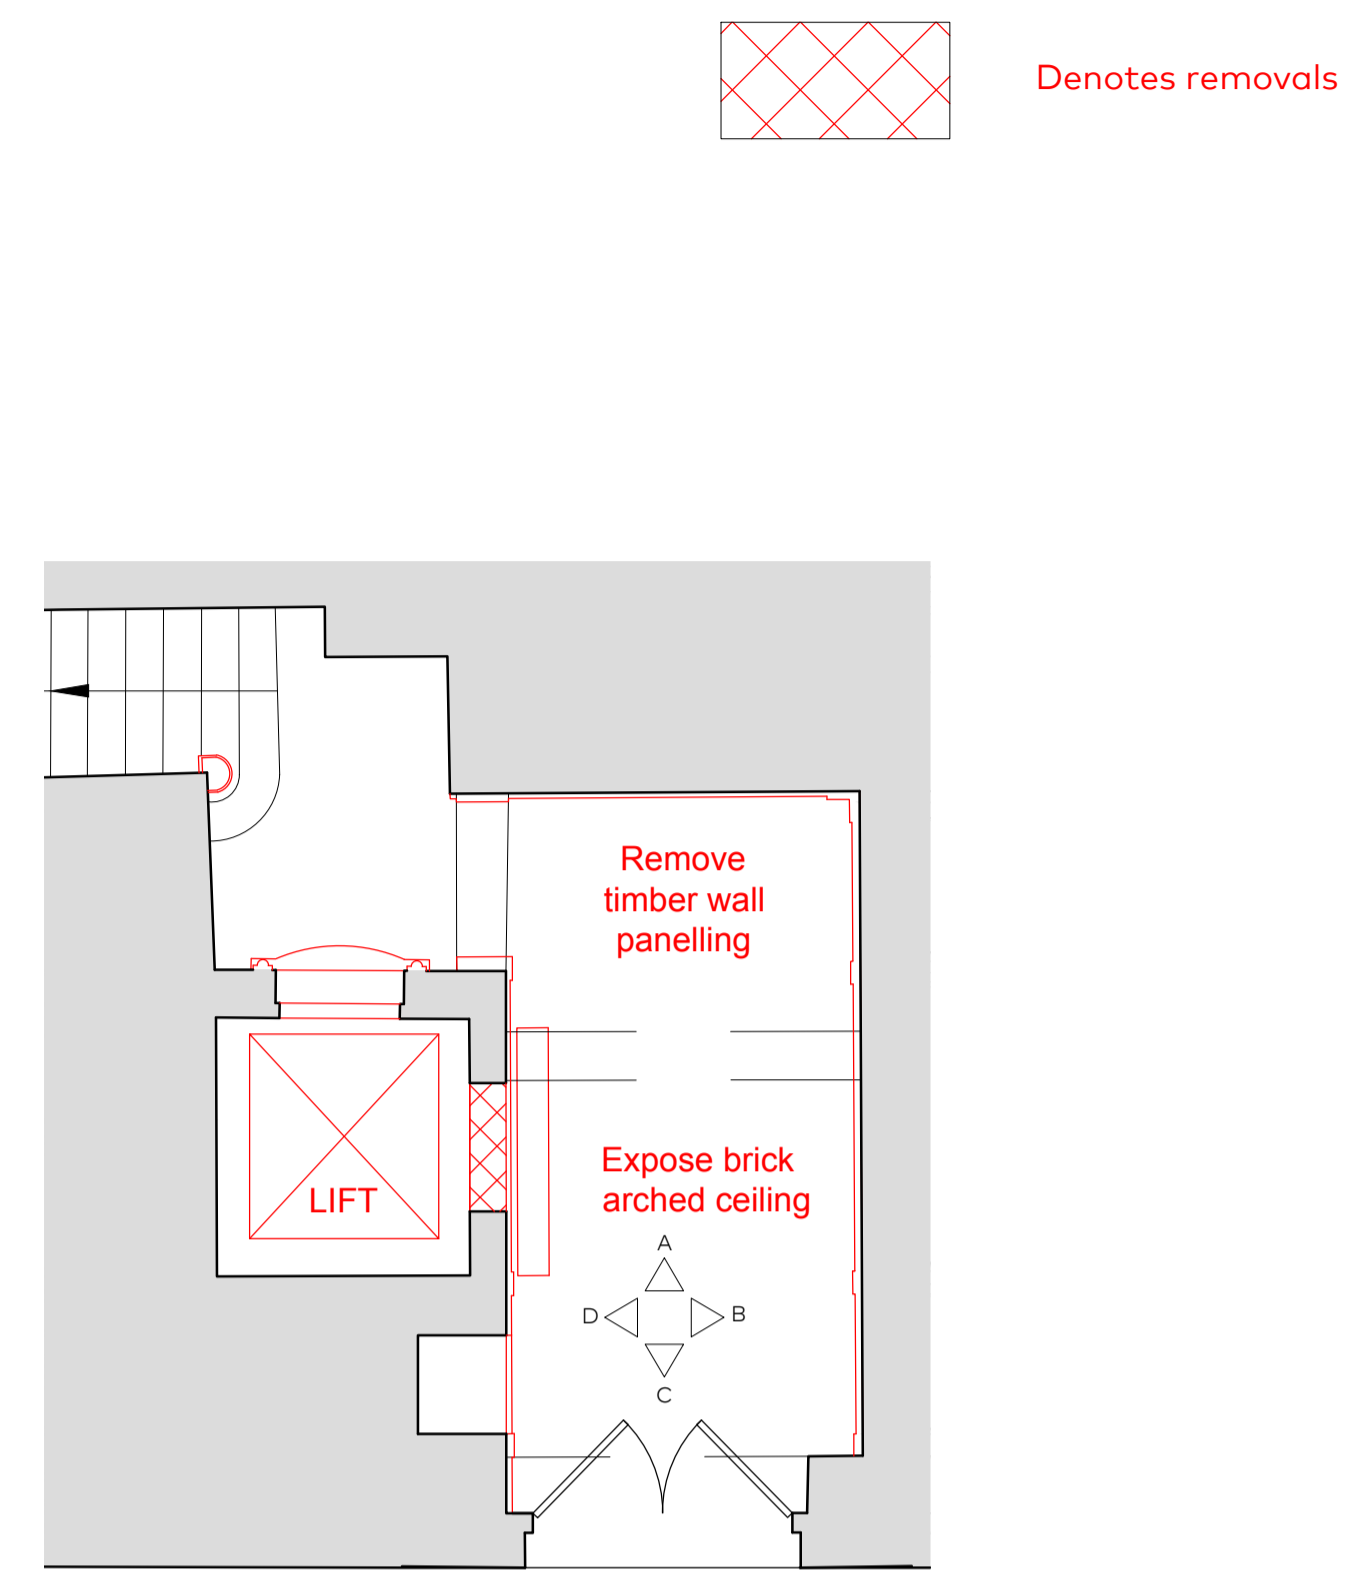 Denotes removals
Remove
timber wall
panelling
Expose brick
arched ceiling
LIFT
A
D
B
C